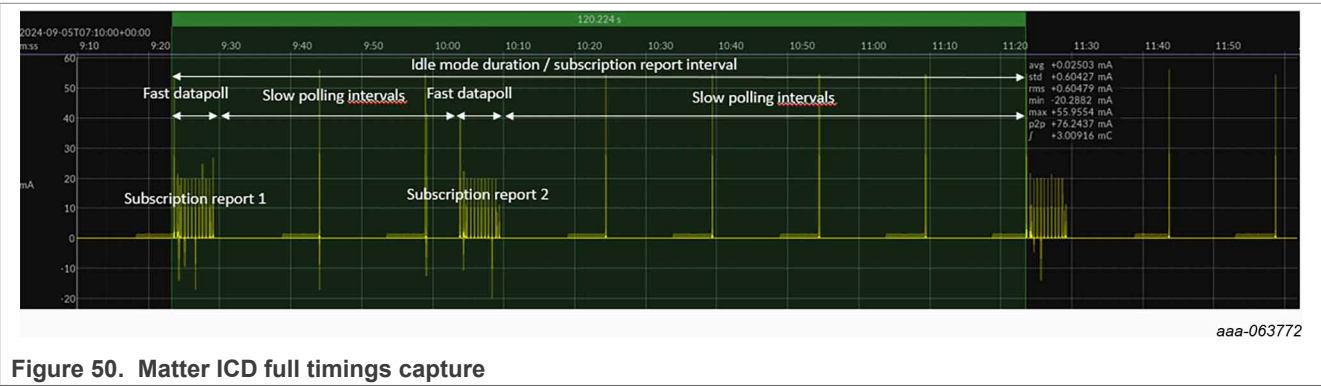 120.224 s
2024-09-05T07:10:00+00:00
m:ss 9:10 9:20 9:30 9:40 9:50 10:00 10:10 10:20 10:30 10:40 10:50 11:00 11:10 11:20 11:30 11:40 11:50
60
Idle mode duration / subscription report interval
avg +0.02503 mA
std +0.60427 mA
rms +0.60479 mA
min -20.2882 mA
max +55.9554 mA
p2p +76.2437 mA
∫ +3.00916 mC
50
Fast datapoll Slow polling intervals Fast datapoll Slow polling intervals
40
30
mA
20
Subscription report 1 Subscription report 2
10
0
-10
-20
aaa-063772
Figure 50. Matter ICD full timings capture